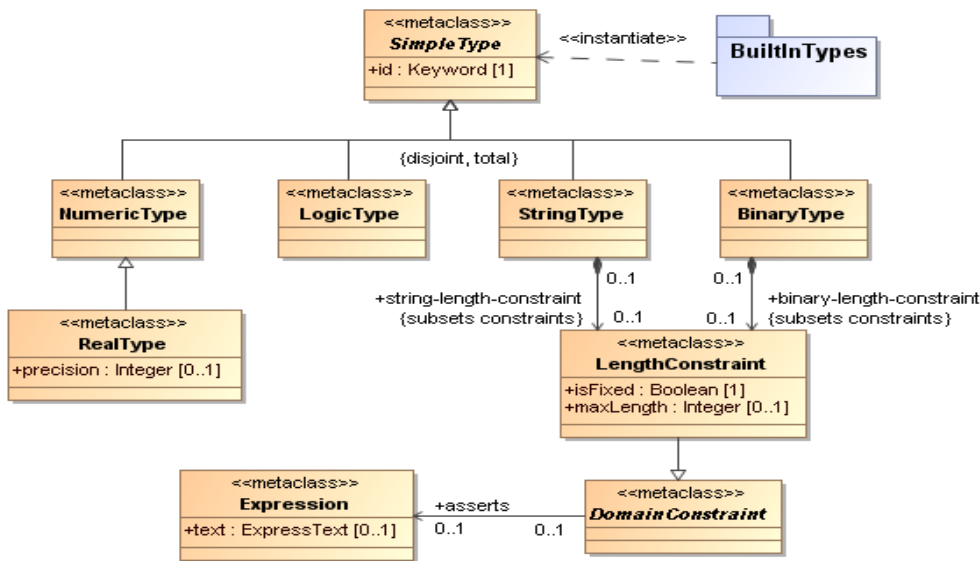 <<metaclass>>
SimpleType
+id : Keyword [1]
<<instantiate>>
BuiltInTypes
{disjoint, total}
<<metaclass>>
NumericType
<<metaclass>>
LogicType
<<metaclass>>
StringType
<<metaclass>>
BinaryType
0..1
0..1
+string-length-constraint
{subsets constraints}
0..1
+binary-length-constraint
0..1
{subsets constraints}
<<metaclass>>
RealType
+precision : Integer [0..1]
<<metaclass>>
LengthConstraint
+isFixed : Boolean [1]
+maxLength : Integer [0..1]
<<metaclass>>
Expression
+text : ExpressText [0..1]
+asserts
0..1
0..1
<<metaclass>>
DomainConstraint